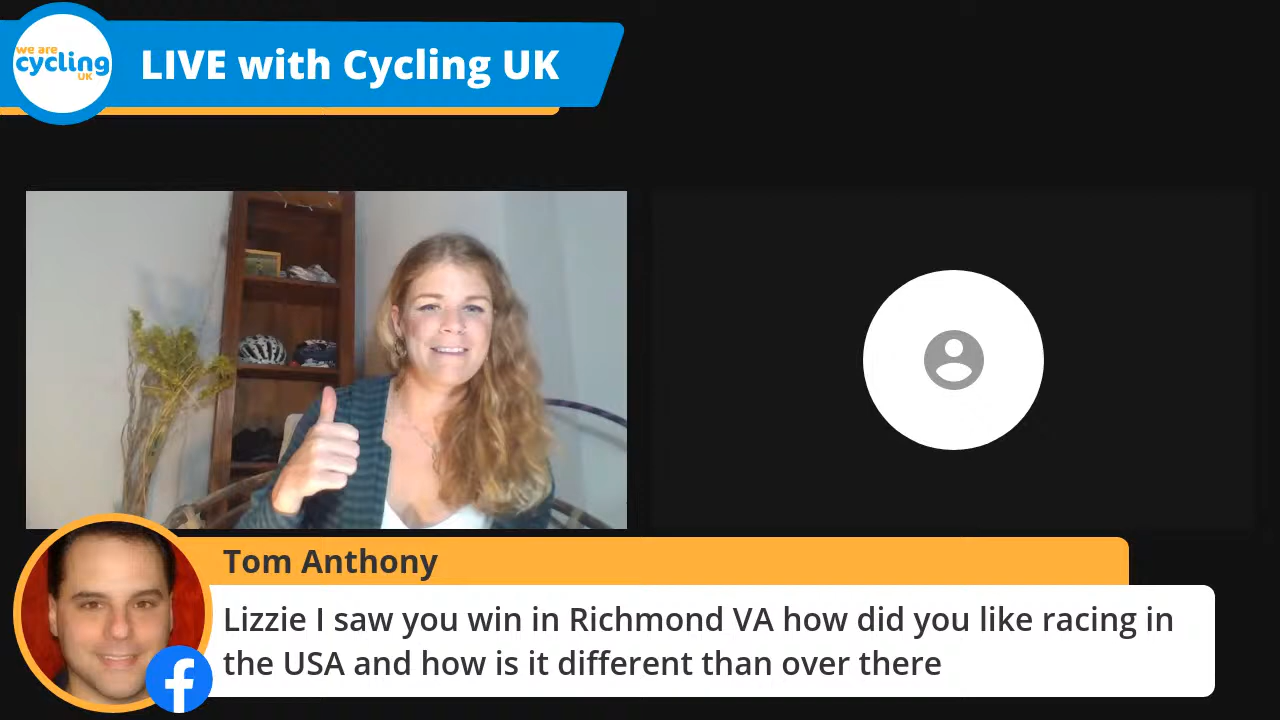 we are
cycling
UK
LIVE with Cycling UK
Tom Anthony
Lizzie I saw you win in Richmond VA how did you like racing in
the USA and how is it different than over there